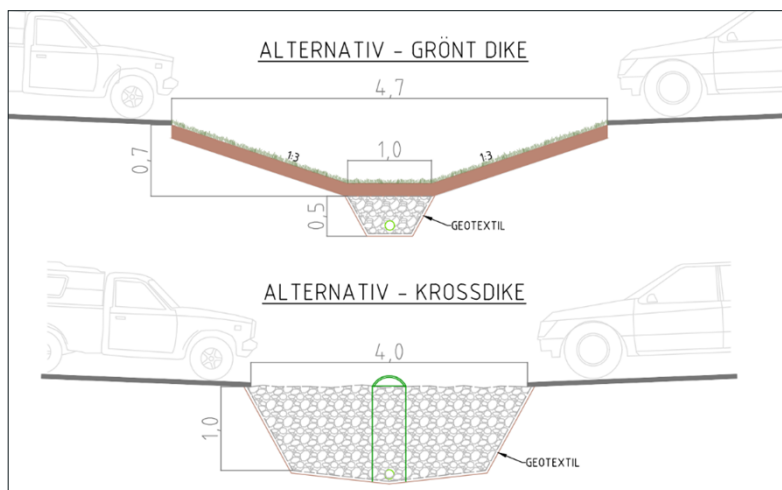 ALTERNATIV - GRÖNT DIKE
4,7
1:3
1,0
1:3
0,7
0,5
GEOTEXTIL
ALTERNATIV - KROSSDIKE
4,0
1,0
GEOTEXTIL